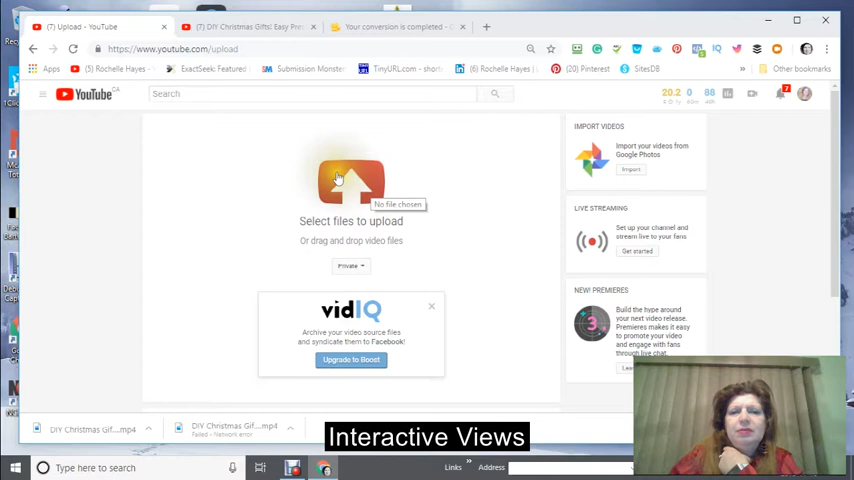 (7) Upload - YouTube
(7) DIY Christmas Gifts! Easy Pre
Your conversion is completed -
https://www.youtube.com/upload
Apps
(5) Rochelle Hayes -
ExactSeek: Featured
Submission Monster
TinyURL.com - short
(6) Rochelle Hayes
(20) Pinterest
SitesDB
Other bookmarks
YouTube CA
Search
20.2 0 88
7
Select files to upload
No file chosen
Or drag and drop video files
Private
vidIQ
Archive your video source files
and syndicate them to Facebook!
Upgrade to Boost
IMPORT VIDEOS
Import your videos from
Google Photos
Import
LIVE STREAMING
Set up your channel and
stream live to your fans
Get started
NEW! PREMIERES
Build the hype around
your next video release.
Premieres makes it easy
to promote your video
and engage with fans
through live chat.
DIY Christmas Gif....mp4
DIY Christmas Gif....mp4
Failed - Network error
Interactive Views
Type here to search
Links
Address